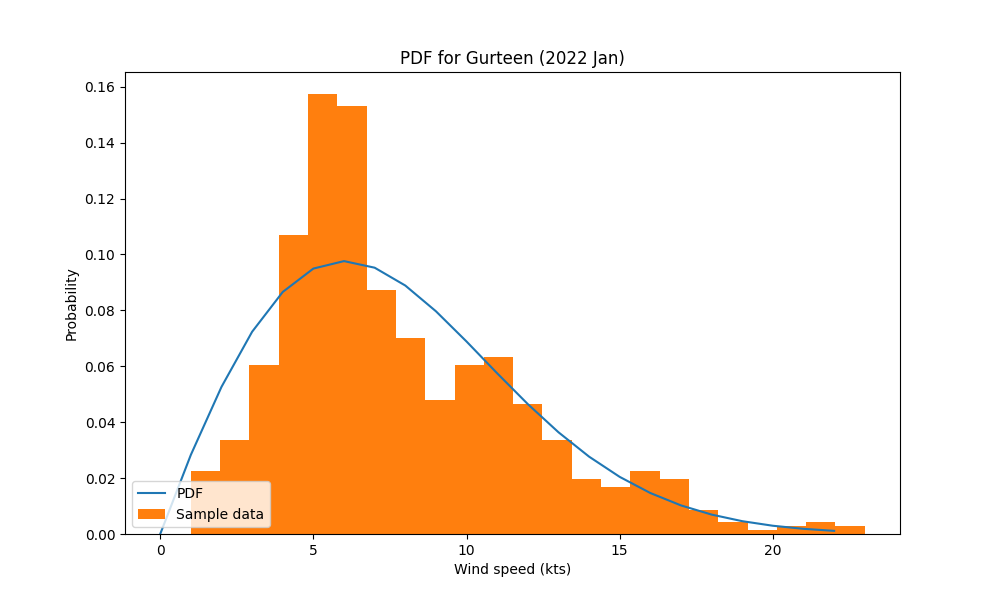 PDF for Gurteen (2022 Jan)
Probability
0.16
0.14
0.12
0.10
0.08
0.06
0.04
0.02
0.00
PDF
Sample data
0 5 10 15 20
Wind speed (kts)